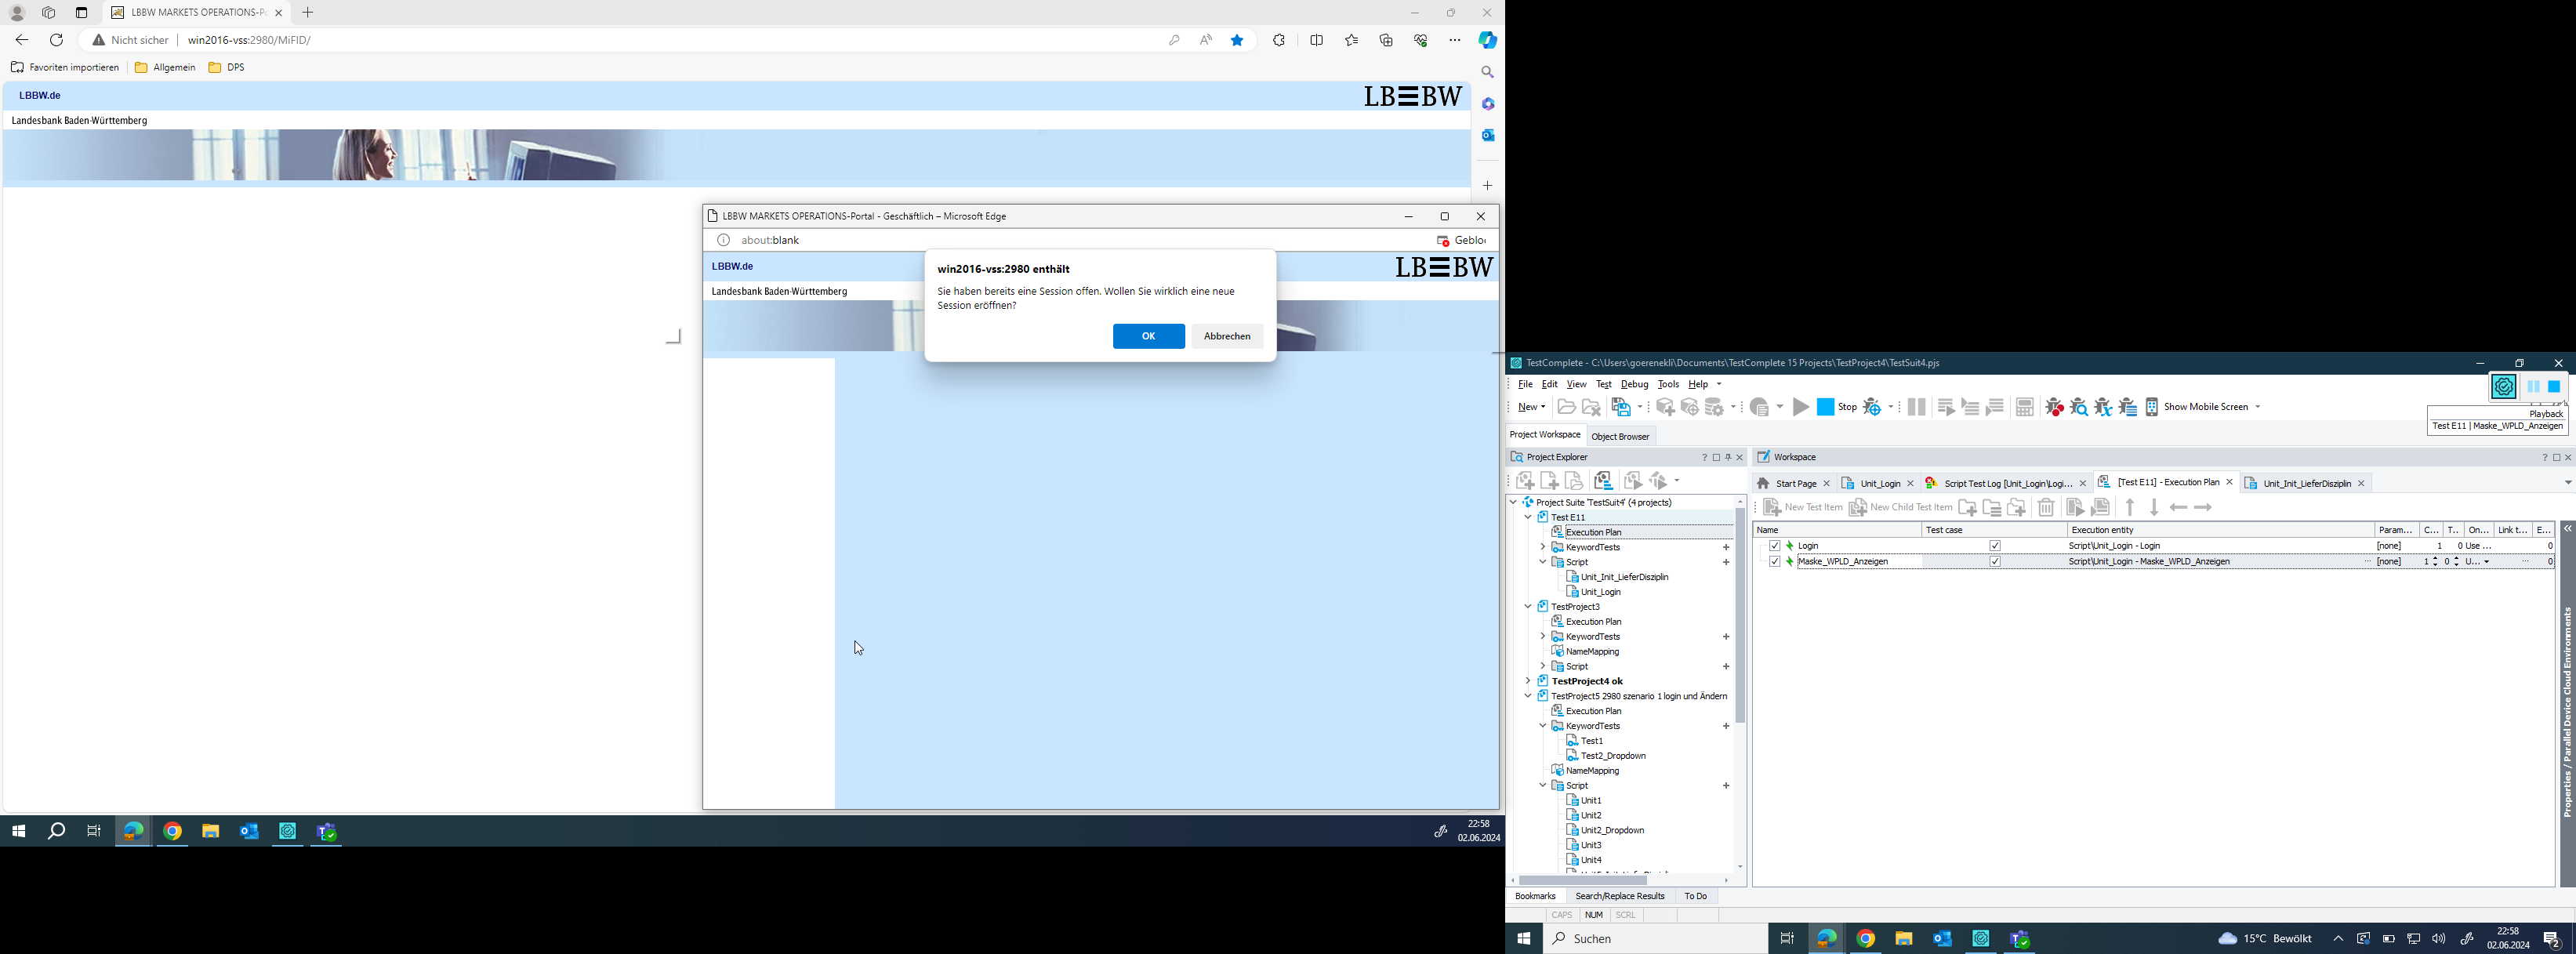 LBBW MARKETS OPERATIONS-Po
Nicht sicher
win2016-vss:2980/MiFID/
Favoriten importieren
Allgemein
DPS
LBBW.de
LB≡BW
Landesbank Baden-Württemberg
LBBW MARKETS OPERATIONS-Portal - Geschäftlich – Microsoft Edge
about:blank
Gebloc
LBBW.de
LB≡BW
Landesbank Baden-Württemberg
win2016-vss:2980 enthält
Sie haben bereits eine Session offen. Wollen Sie wirklich eine neue
Session eröffnen?
OK
Abbrechen
22:58
02.06.2024
TestComplete - C:\Users\goerenekli\Documents\TestComplete 15 Projects\TestProject4\TestSuit4.pjs
File Edit View Test Debug Tools Help
New
Stop
Show Mobile Screen
Playback
Test E11 | Maske_WPLD_Anzeigen
Project Workspace
Object Browser
Project Explorer
Project Suite 'TestSuit4' (4 projects)
Test E11
Execution Plan
KeywordTests
Script
Unit_Init_LieferDisziplin
Unit_Login
TestProject3
Execution Plan
KeywordTests
NameMapping
Script
TestProject4 ok
TestProject5 2980 szenario 1 login und Ändern
Execution Plan
KeywordTests
Test1
Test2_Dropdown
NameMapping
Script
Unit1
Unit2
Unit2_Dropdown
Unit3
Unit4
Workspace
Start Page
Unit_Login
Script Test Log [Unit_Login\Logi...
[Test E11] - Execution Plan
Unit_Init_LieferDisziplin
New Test Item
New Child Test Item
Name Test case Execution entity Param... C... T.. On... Link t... E...
Login Script\Unit_Login - Login [none] 1 0 Use ... 0
Maske_WPLD_Anzeigen Script\Unit_Login - Maske_WPLD_Anzeigen ... [none] 1 0 U... ... 0
Properties / Parallel Device Cloud Environments
Bookmarks
Search/Replace Results
To Do
CAPS NUM SCRL
Suchen
15°C Bewölkt
22:58
02.06.2024
2